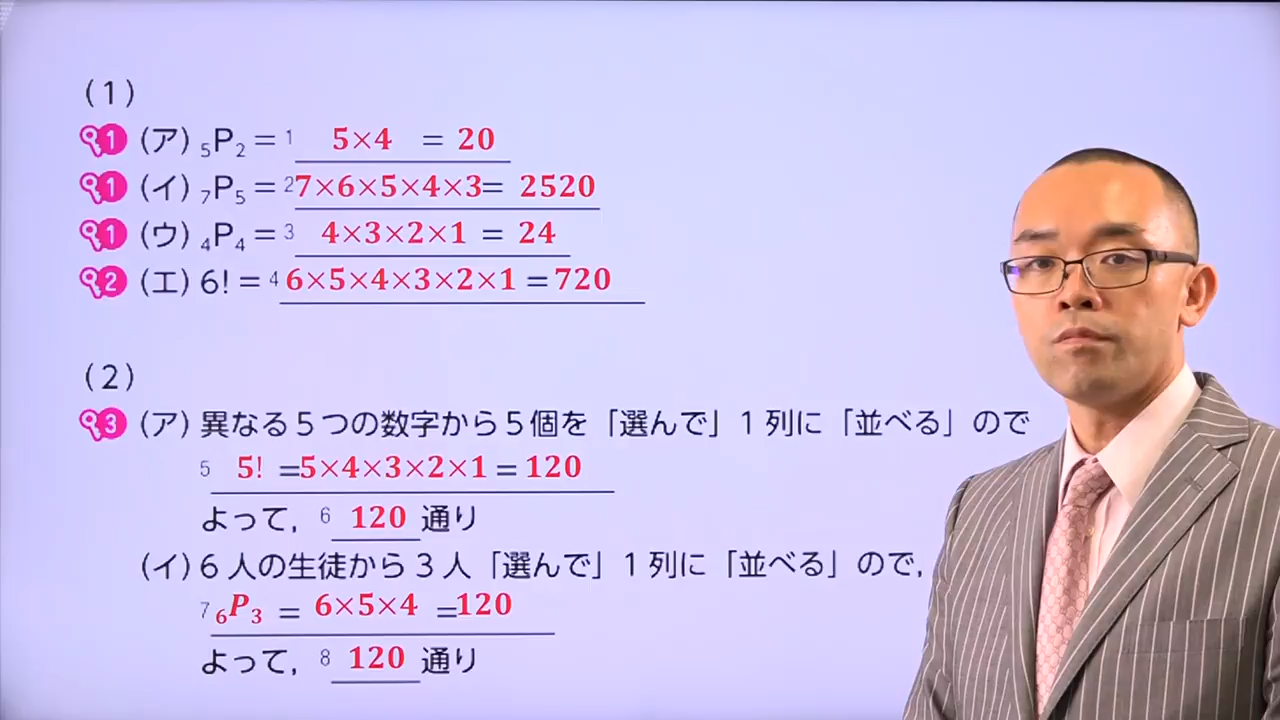 (1)
1 (ア) ₅P₂ = 1 5×4 = 20
1 (イ) ₇P₅ = 2 7×6×5×4×3= 2520
1 (ウ) ₄P₄ = 3 4×3×2×1 = 24
2 (エ) 6! = 4 6×5×4×3×2×1 = 720
(2)
3 (ア) 異なる5つの数字から5個を「選んで」1列に「並べる」ので
5 5! =5×4×3×2×1 = 120
よって, 6 120 通り
(イ) 6人の生徒から3人「選んで」1列に「並べる」ので,
7 ₆P₃ = 6×5×4 =120
よって, 8 120 通り